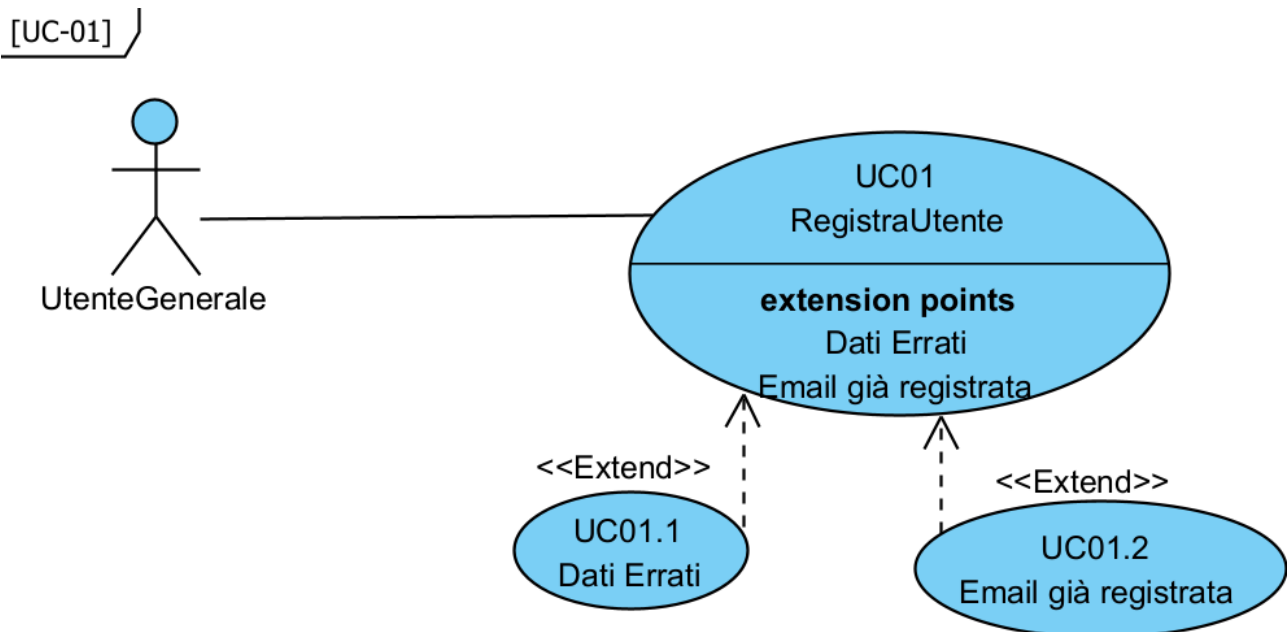 [UC-01]
UC01
RegistraUtente
UtenteGenerale
extension points
Dati Errati
Email già registrata
<<Extend>>
<<Extend>>
UC01.1
Dati Errati
UC01.2
Email già registrata